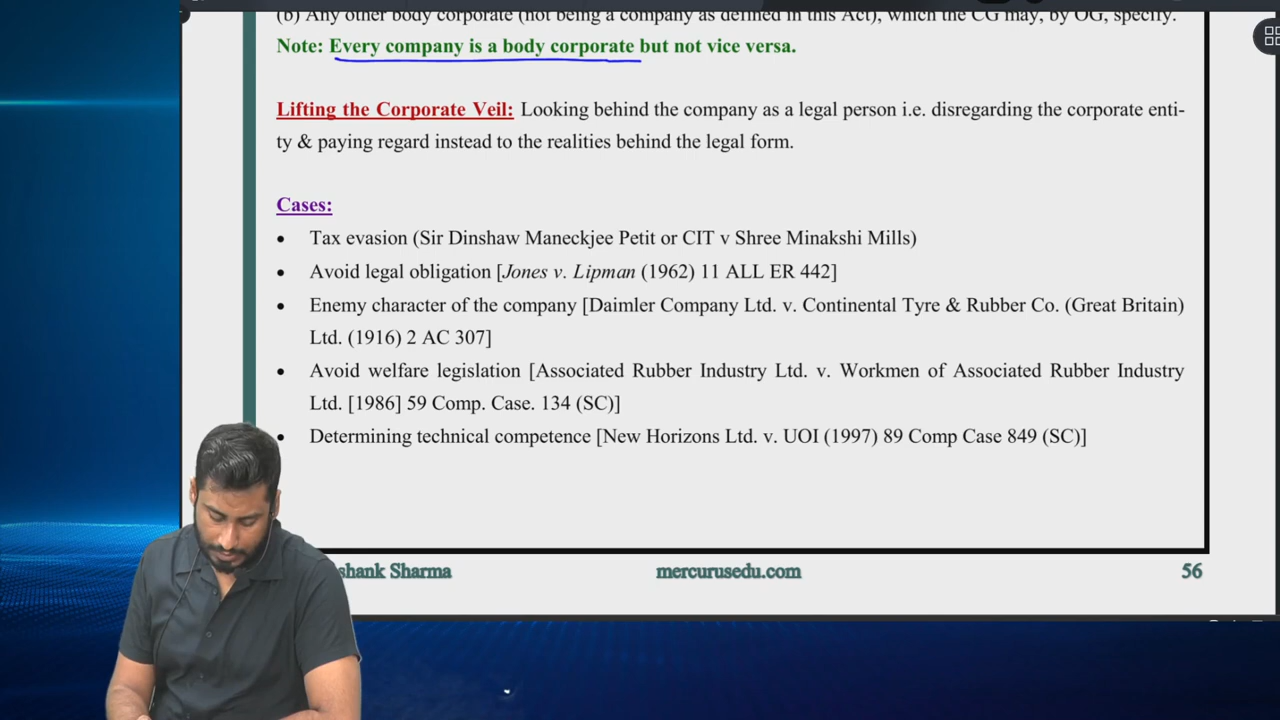 (b) Any other body corporate (not being a company as defined in this Act), which the CG may, by OG, specify.
Note: Every company is a body corporate but not vice versa.
Lifting the Corporate Veil: Looking behind the company as a legal person i.e. disregarding the corporate enti-
ty & paying regard instead to the realities behind the legal form.
Cases:
• Tax evasion (Sir Dinshaw Maneckjee Petit or CIT v Shree Minakshi Mills)
• Avoid legal obligation [Jones v. Lipman (1962) 11 ALL ER 442]
• Enemy character of the company [Daimler Company Ltd. v. Continental Tyre & Rubber Co. (Great Britain)
Ltd. (1916) 2 AC 307]
• Avoid welfare legislation [Associated Rubber Industry Ltd. v. Workmen of Associated Rubber Industry
Ltd. [1986] 59 Comp. Case. 134 (SC)]
• Determining technical competence [New Horizons Ltd. v. UOI (1997) 89 Comp Case 849 (SC)]
shank Sharma mercurusedu.com 56